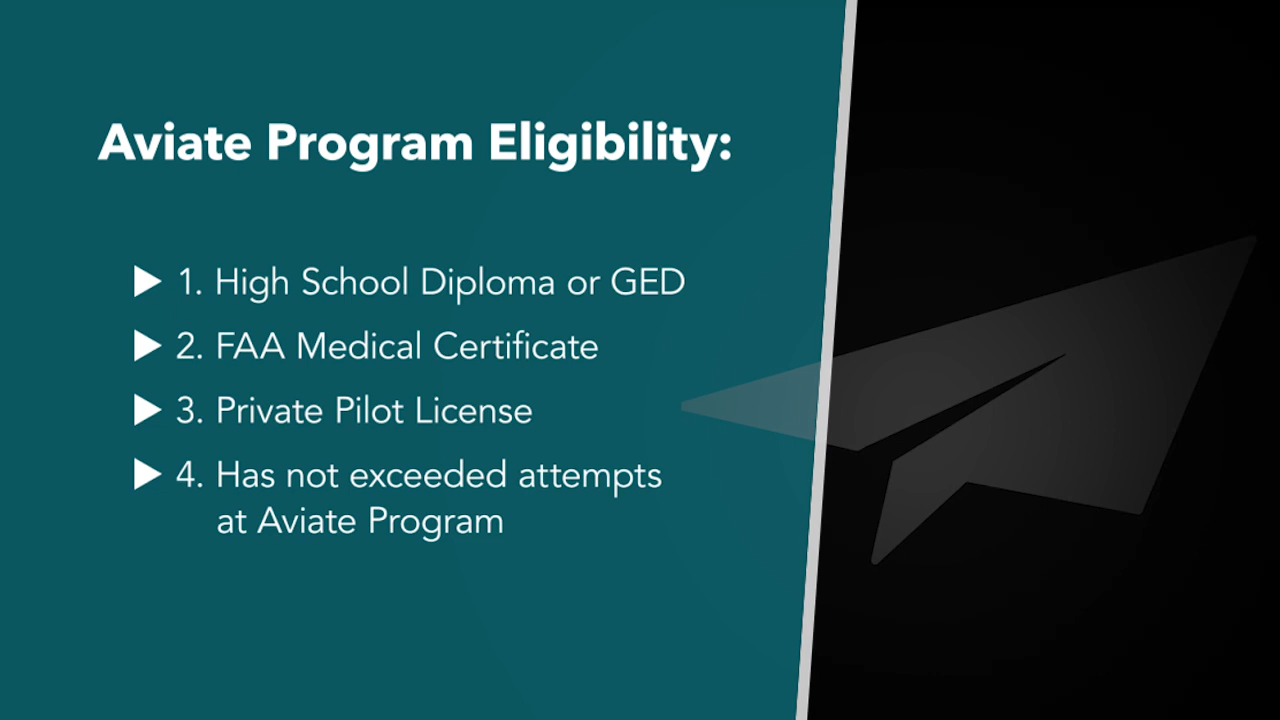 Aviate Program Eligibility:
1. High School Diploma or GED
2. FAA Medical Certificate
3. Private Pilot License
4. Has not exceeded attempts
at Aviate Program